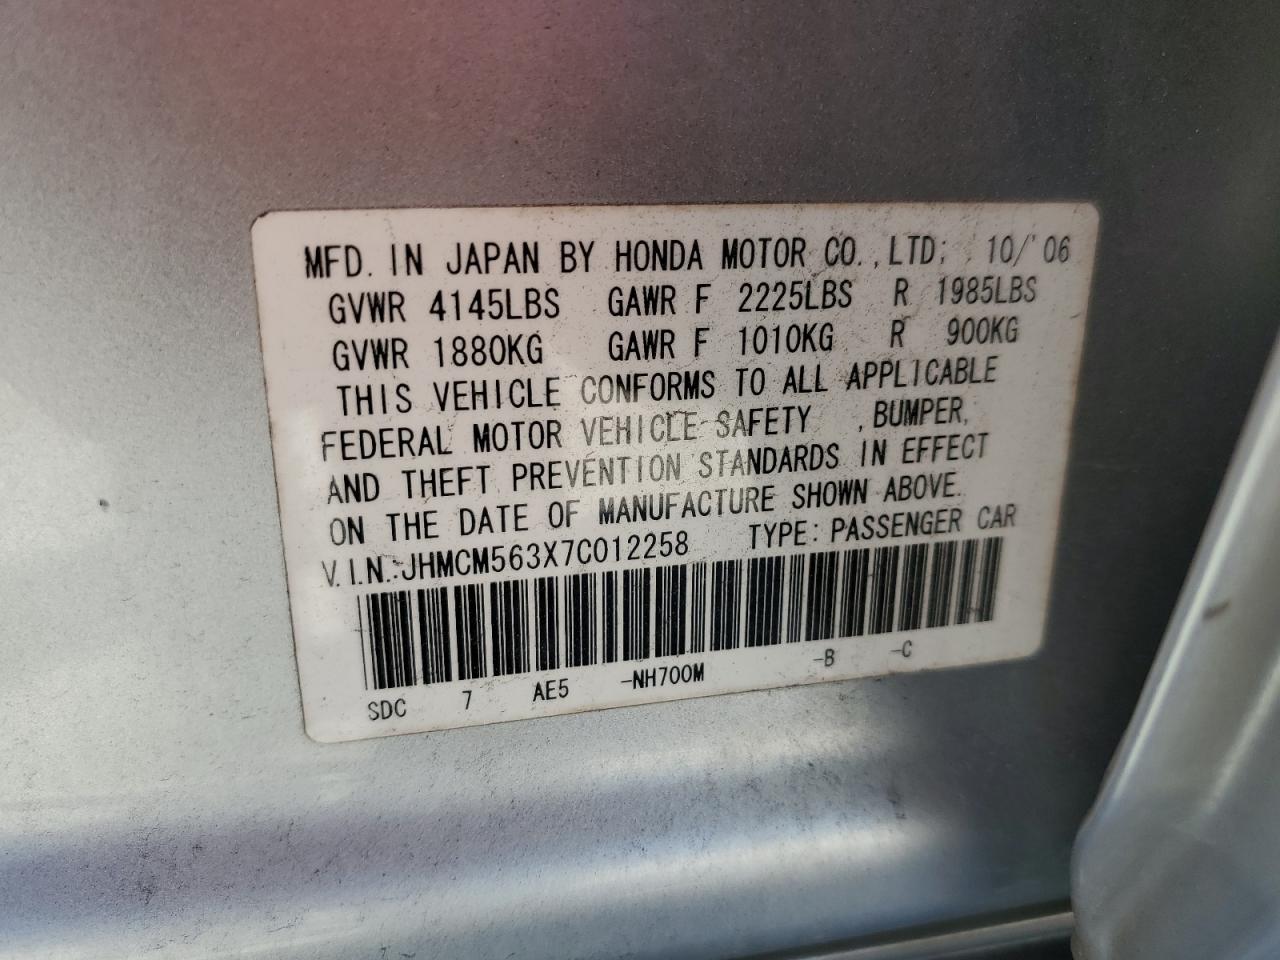 MFD. IN JAPAN BY HONDA MOTOR CO.,LTD; 10/'06
GVWR 4145LBS GAWR F 2225LBS R 1985LBS
GVWR 1880KG GAWR F 1010KG R 900KG
THIS VEHICLE CONFORMS TO ALL APPLICABLE
FEDERAL MOTOR VEHICLE SAFETY , BUMPER,
AND THEFT PREVENTION STANDARDS IN EFFECT
ON THE DATE OF MANUFACTURE SHOWN ABOVE.
V.I.N.:JHMCM563X7C012258 TYPE: PASSENGER CAR
SDC 7 AE5 -NH700M -B -C